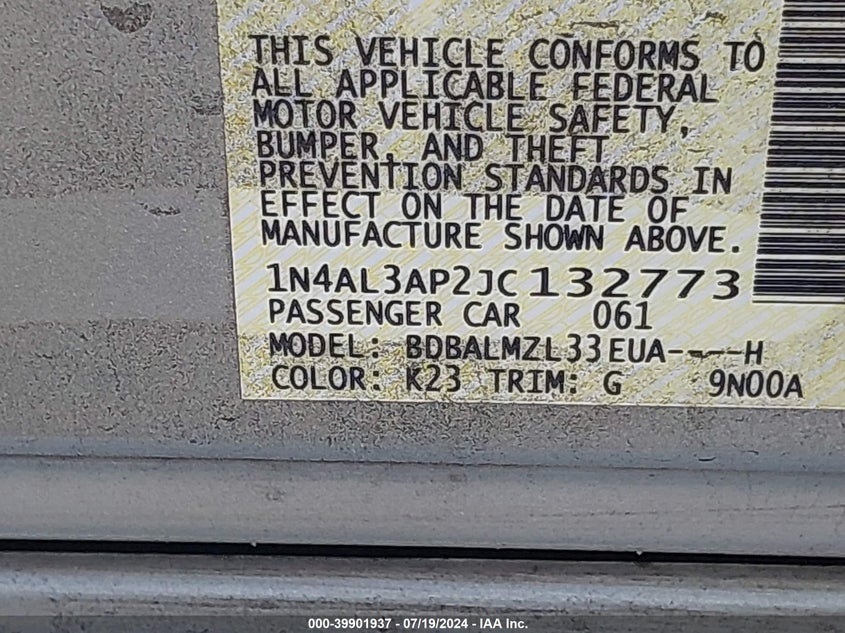 THIS VEHICLE CONFORMS TO
ALL APPLICABLE FEDERAL
MOTOR VEHICLE SAFETY,
BUMPER, AND THEFT
PREVENTION STANDARDS IN
EFFECT ON THE DATE OF
MANUFACTURE SHOWN ABOVE.
1N4AL3AP2JC132773
PASSENGER CAR 061
MODEL: BDBALMZL33EUA----H
COLOR: K23 TRIM: G 9N00A
000-39901937 - 07/19/2024 - IAA Inc.